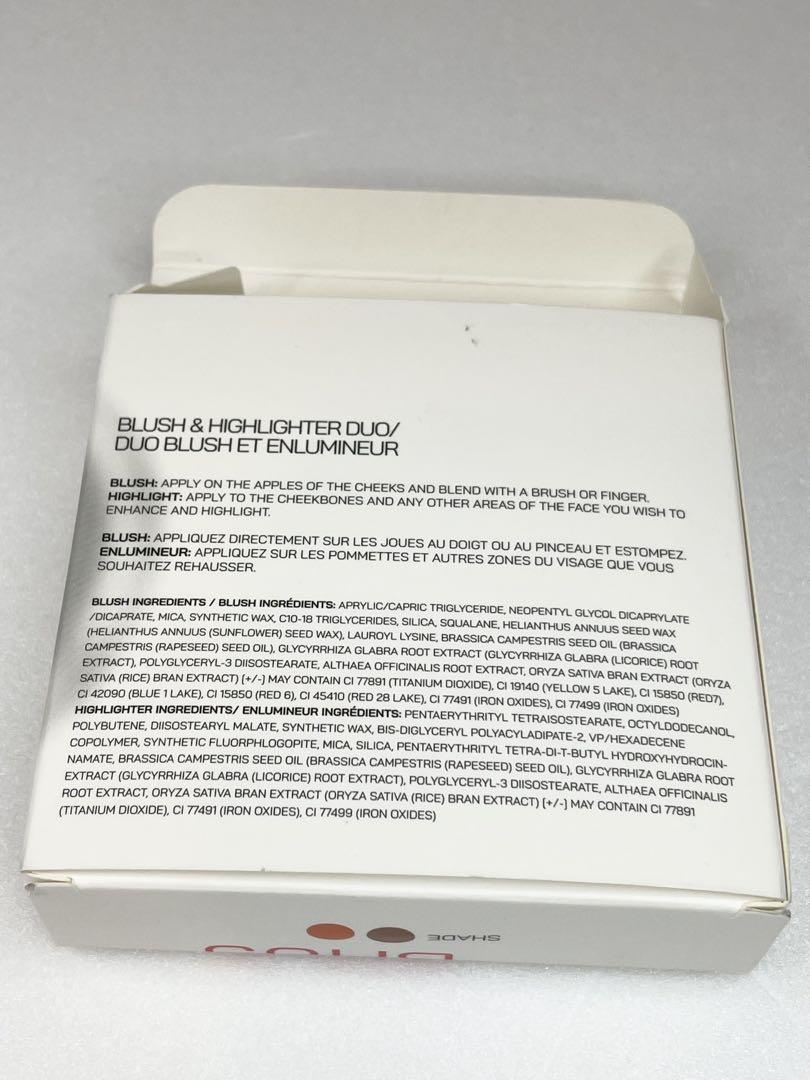 BLUSH & HIGHLIGHTER DUO/
DUO BLUSH ET ENLUMINEUR
BLUSH: APPLY ON THE APPLES OF THE CHEEKS AND BLEND WITH A BRUSH OR FINGER.
HIGHLIGHT: APPLY TO THE CHEEKBONES AND ANY OTHER AREAS OF THE FACE YOU WISH TO
ENHANCE AND HIGHLIGHT.
BLUSH: APPLIQUEZ DIRECTEMENT SUR LES JOUES AU DOIGT OU AU PINCEAU ET ESTOMPEZ.
ENLUMINEUR: APPLIQUEZ SUR LES POMMETTES ET AUTRES ZONES DU VISAGE QUE VOUS
SOUHAITEZ REHAUSSER.
BLUSH INGREDIENTS / BLUSH INGRÉDIENTS: APRYLIC/CAPRIC TRIGLYCERIDE, NEOPENTYL GLYCOL DICAPRYLATE
/DICAPRATE, MICA, SYNTHETIC WAX, C10-18 TRIGLYCERIDES, SILICA, SQUALANE, HELIANTHUS ANNUUS SEED WAX
(HELIANTHUS ANNUUS (SUNFLOWER) SEED WAX), LAUROYL LYSINE, BRASSICA CAMPESTRIS SEED OIL (BRASSICA
CAMPESTRIS (RAPESEED) SEED OIL), GLYCYRRHIZA GLABRA ROOT EXTRACT (GLYCYRRHIZA GLABRA (LICORICE) ROOT
EXTRACT), POLYGLYCERYL-3 DIISOSTEARATE, ALTHAEA OFFICINALIS ROOT EXTRACT, ORYZA SATIVA BRAN EXTRACT (ORYZA
SATIVA (RICE) BRAN EXTRACT) [+/-] MAY CONTAIN CI 77891 (TITANIUM DIOXIDE), CI 19140 (YELLOW 5 LAKE), CI 15850 (RED7),
CI 42090 (BLUE 1 LAKE), CI 15850 (RED 6), CI 45410 (RED 28 LAKE), CI 77491 (IRON OXIDES), CI 77499 (IRON OXIDES)
HIGHLIGHTER INGREDIENTS/ ENLUMINEUR INGRÉDIENTS: PENTAERYTHRITYL TETRAISOSTEARATE, OCTYLDODECANOL,
POLYBUTENE, DIISOSTEARYL MALATE, SYNTHETIC WAX, BIS-DIGLYCERYL POLYACYLADIPATE-2, VP/HEXADECENE
COPOLYMER, SYNTHETIC FLUORPHLOGOPITE, MICA, SILICA, PENTAERYTHRITYL TETRA-DI-T-BUTYL HYDROXYHYDROCIN-
NAMATE, BRASSICA CAMPESTRIS SEED OIL (BRASSICA CAMPESTRIS (RAPESEED) SEED OIL), GLYCYRRHIZA GLABRA ROOT
EXTRACT (GLYCYRRHIZA GLABRA (LICORICE) ROOT EXTRACT), POLYGLYCERYL-3 DIISOSTEARATE, ALTHAEA OFFICINALIS
ROOT EXTRACT, ORYZA SATIVA BRAN EXTRACT (ORYZA SATIVA (RICE) BRAN EXTRACT) [+/-] MAY CONTAIN CI 77891
(TITANIUM DIOXIDE), CI 77491 (IRON OXIDES), CI 77499 (IRON OXIDES)
SHADE